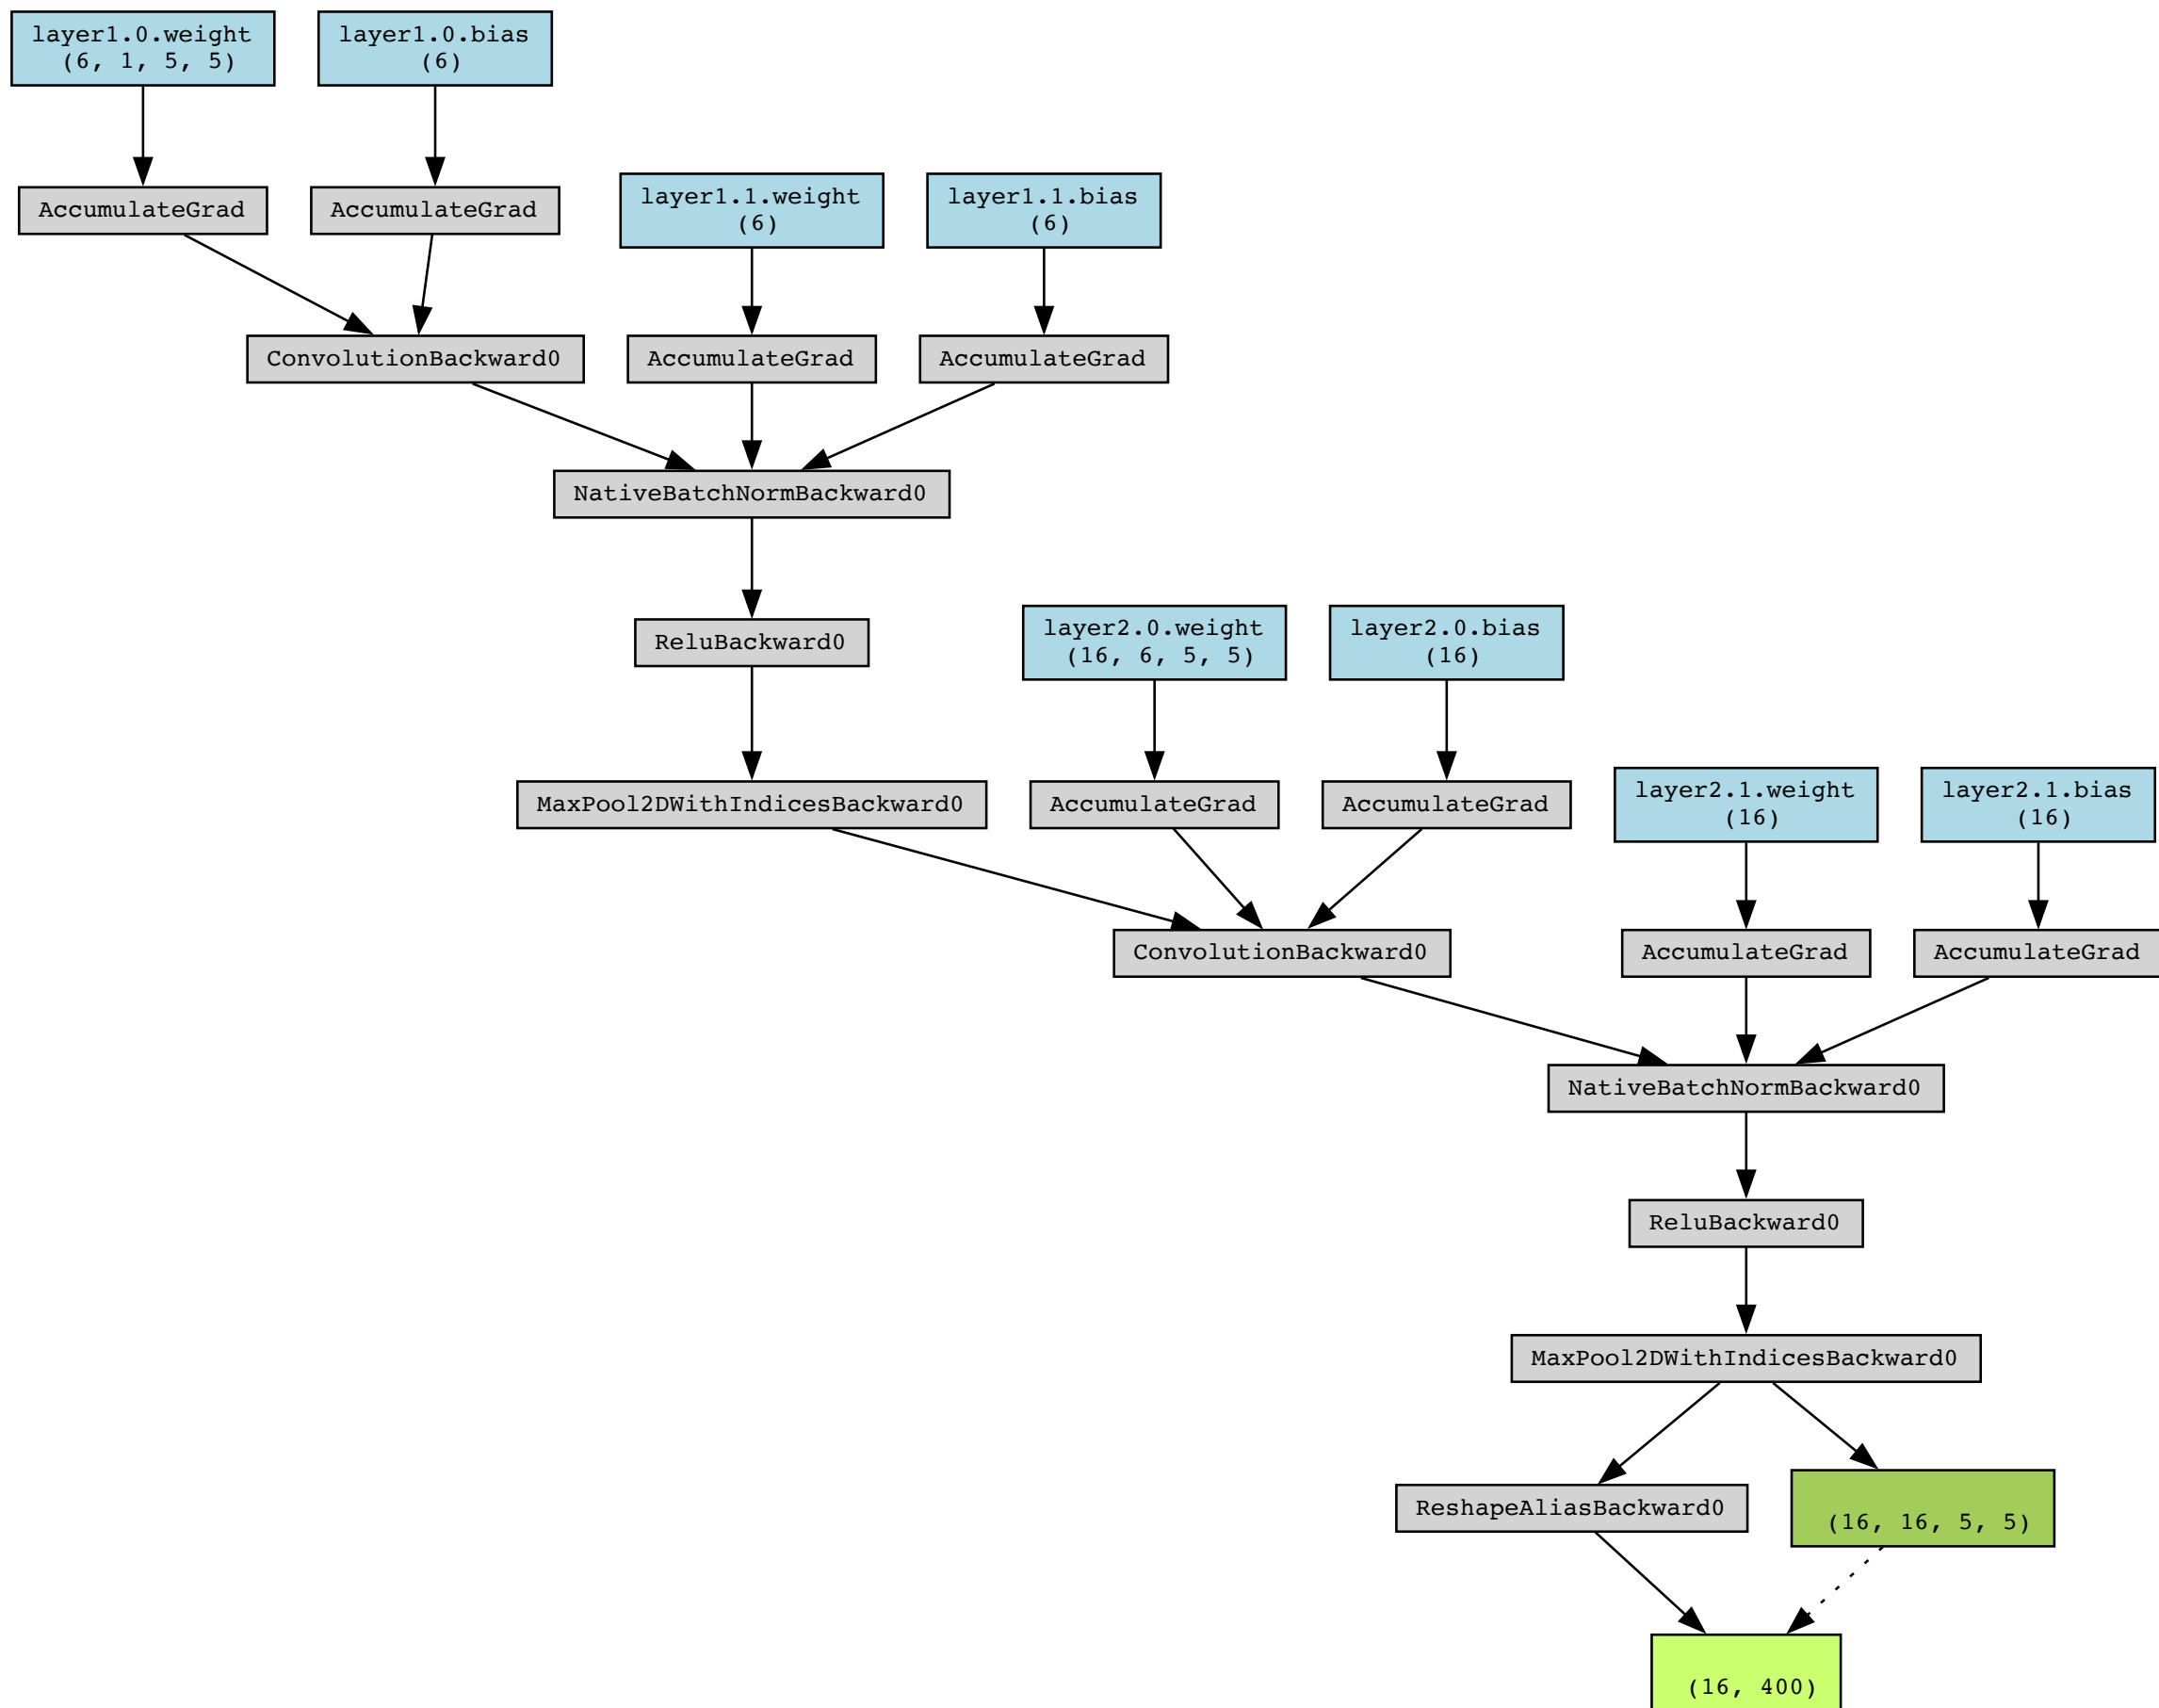 layer1.0.weight
(6, 1, 5, 5)
layer1.0.bias
(6)
AccumulateGrad
AccumulateGrad
layer1.1.weight
(6)
layer1.1.bias
(6)
ConvolutionBackward0
AccumulateGrad
AccumulateGrad
NativeBatchNormBackward0
ReluBackward0
layer2.0.weight
(16, 6, 5, 5)
layer2.0.bias
(16)
MaxPool2DWithIndicesBackward0
AccumulateGrad
AccumulateGrad
layer2.1.weight
(16)
layer2.1.bias
(16)
ConvolutionBackward0
AccumulateGrad
AccumulateGrad
NativeBatchNormBackward0
ReluBackward0
MaxPool2DWithIndicesBackward0
ReshapeAliasBackward0
(16, 16, 5, 5)
(16, 400)